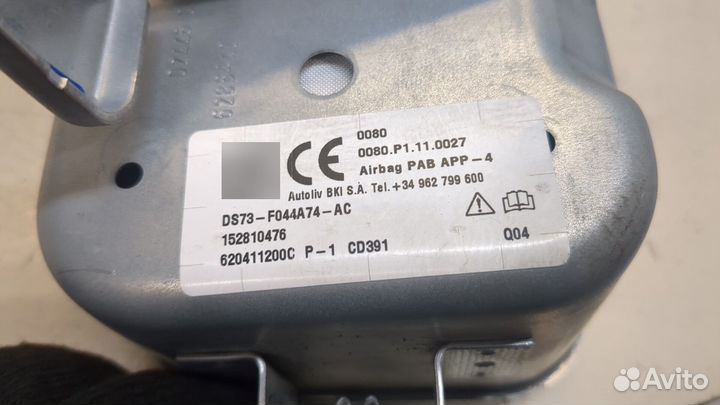 0080
0080.P1.11.0027
Airbag PAB APP-4
CE
Autoliv BKI S.A. Tel.+34 962 799 600
DS73-F044A74-AC
152810476
620411200C P-1 CD391
Q04
Avito